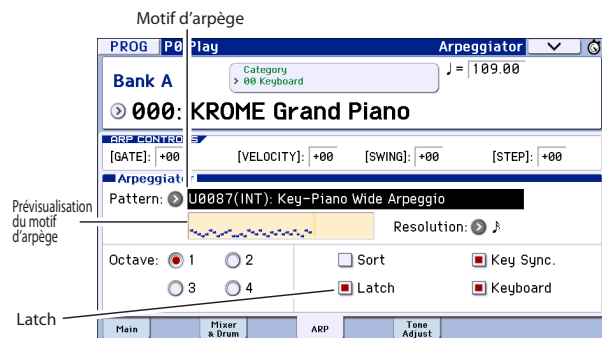 Motif d'arpège
PROG P0 Play Arpeggiator
Bank A
Category
00 Keyboard
♩= 109.00
000: KROME Grand Piano
ARP CONTROLS
[GATE]: +00 [VELOCITY]: +00 [SWING]: +00 [STEP]: +00
Arpeggiator
Pattern: U0087(INT): Key-Piano Wide Arpeggio
Prévisualisation
du motif
d'arpège
Resolution: ♪
Octave: 1 2 Sort Key Sync.
3 4 Latch Keyboard
Latch
Main Mixer & Drum ARP Tone Adjust